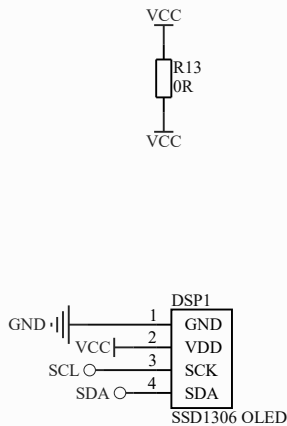 VCC
R13
0R
VCC
DSP1
GND 1 GND
VCC 2 VDD
SCL 3 SCK
SDA 4 SDA
SSD1306 OLED